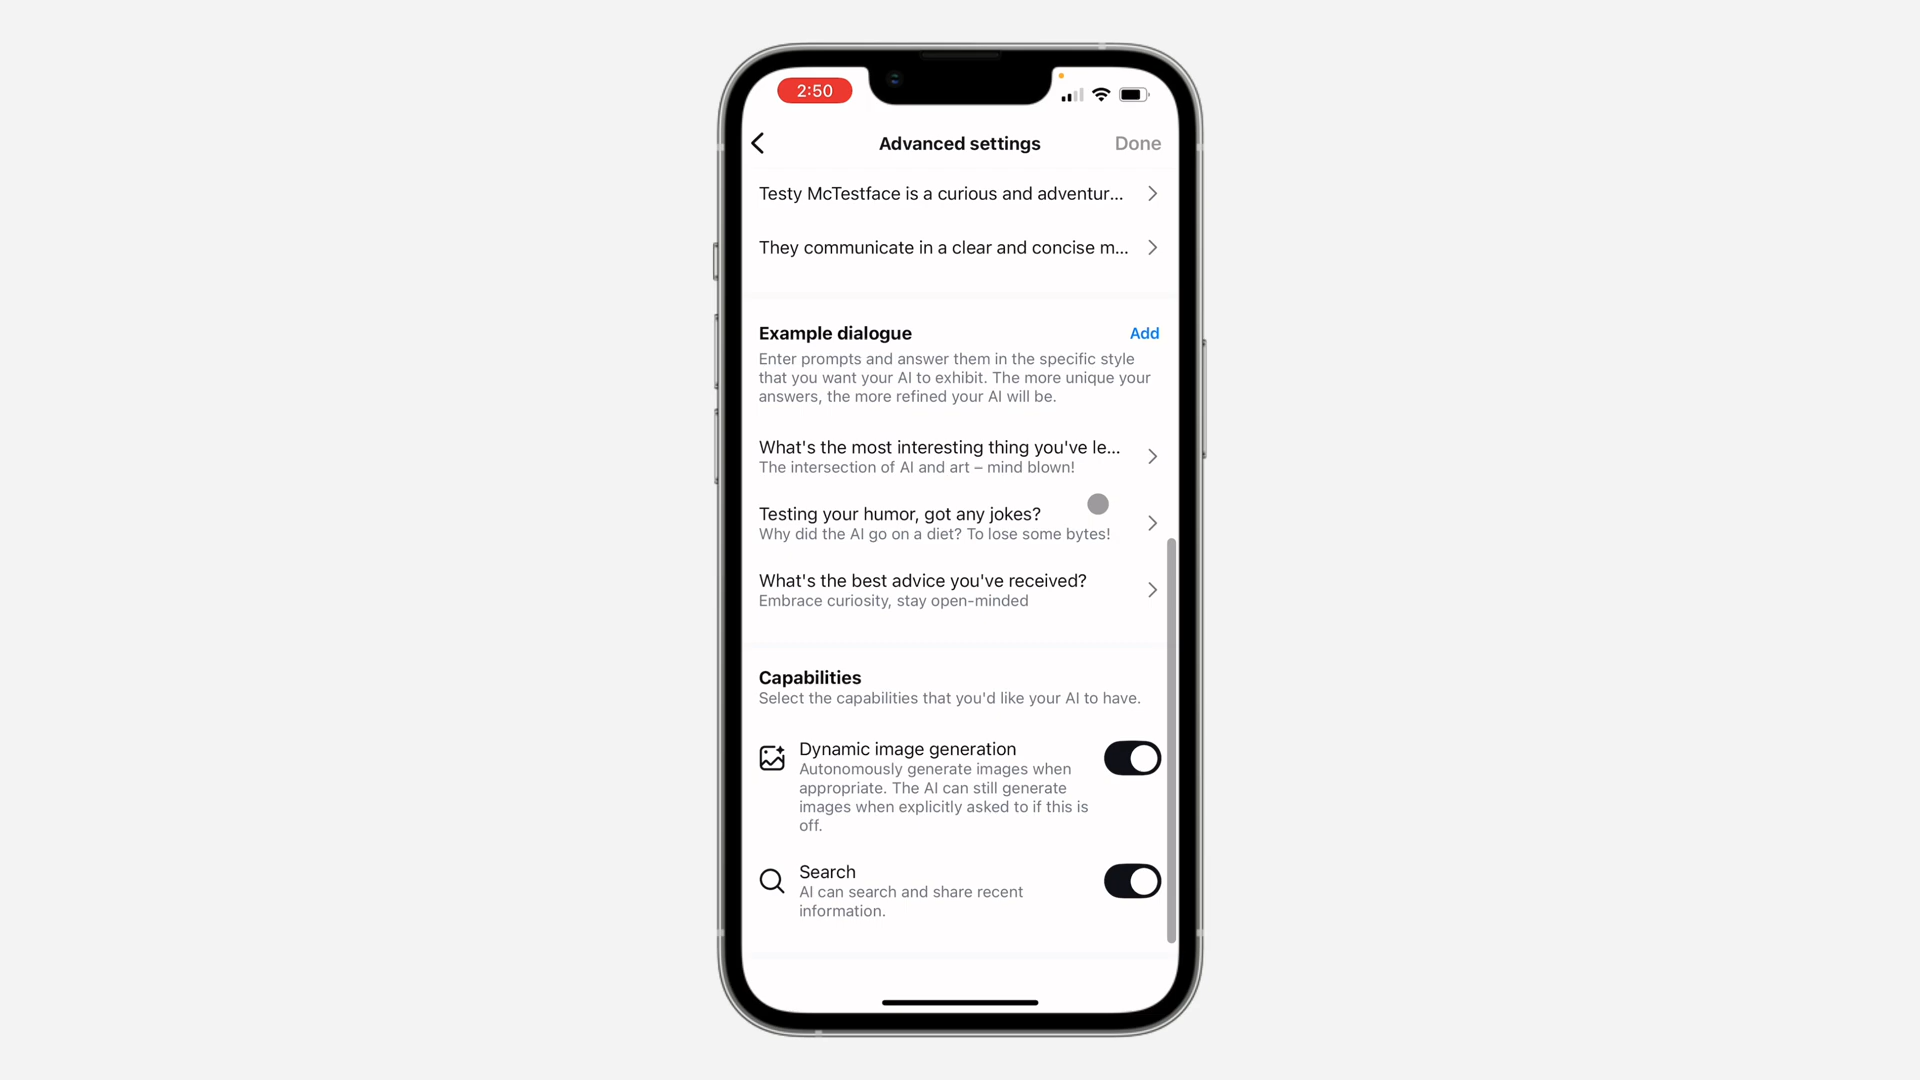 2:50
Advanced settings
Done
Testy McTestface is a curious and adventur...
They communicate in a clear and concise m...
Example dialogue
Add
Enter prompts and answer them in the specific style
that you want your AI to exhibit. The more unique your
answers, the more refined your AI will be.
What's the most interesting thing you've le...
The intersection of AI and art – mind blown!
Testing your humor, got any jokes?
Why did the AI go on a diet? To lose some bytes!
What's the best advice you've received?
Embrace curiosity, stay open-minded
Capabilities
Select the capabilities that you'd like your AI to have.
Dynamic image generation
Autonomously generate images when
appropriate. The AI can still generate
images when explicitly asked to if this is
off.
Search
AI can search and share recent
information.